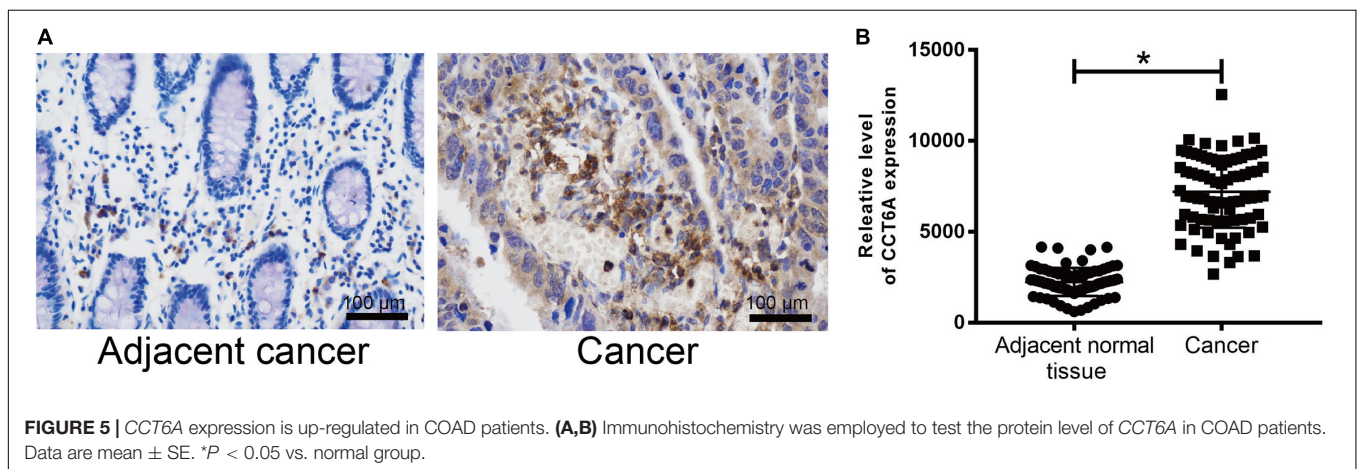 A
100 µm
Adjacent cancer
100 µm
Cancer
B
Releative level
of CCT6A expression
15000
10000
5000
0
*
Adjacent normal
tissue
Cancer
FIGURE 5 | CCT6A expression is up-regulated in COAD patients. (A,B) Immunohistochemistry was employed to test the protein level of CCT6A in COAD patients.
Data are mean ± SE. *P < 0.05 vs. normal group.